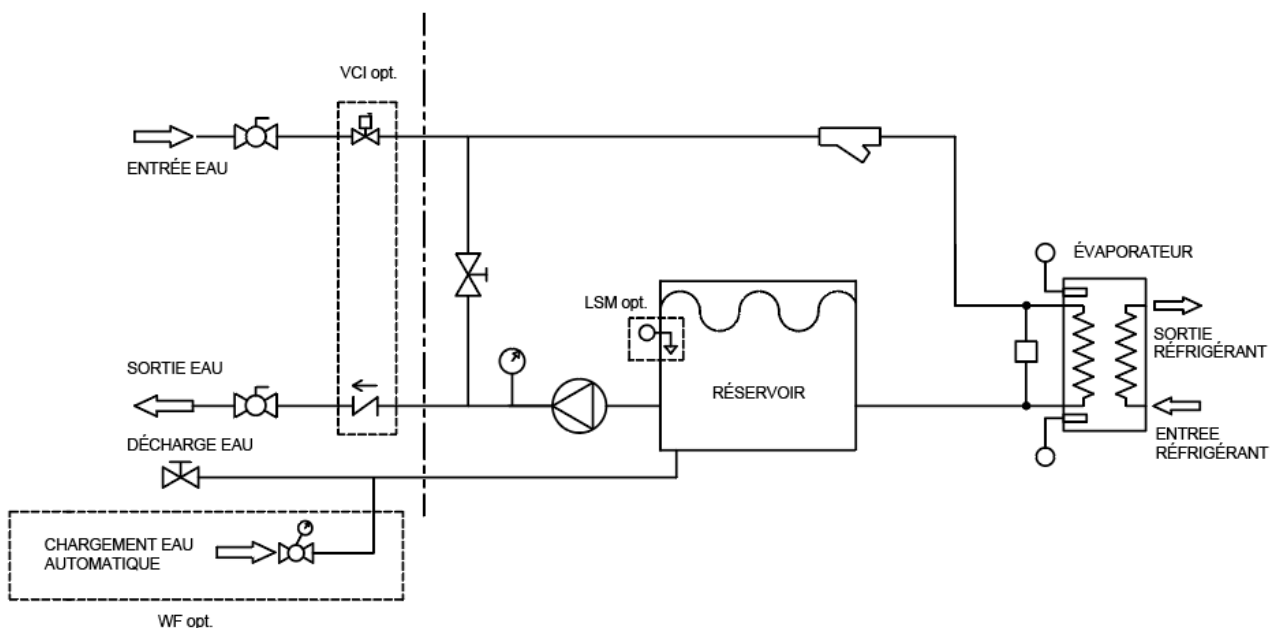 VCI opt.
ENTRÉE EAU
ÉVAPORATEUR
LSM opt.
SORTIE
RÉFRIGÉRANT
SORTIE EAU
RÉSERVOIR
ENTREE
RÉFRIGÉRANT
DÉCHARGE EAU
CHARGEMENT EAU
AUTOMATIQUE
WF opt.